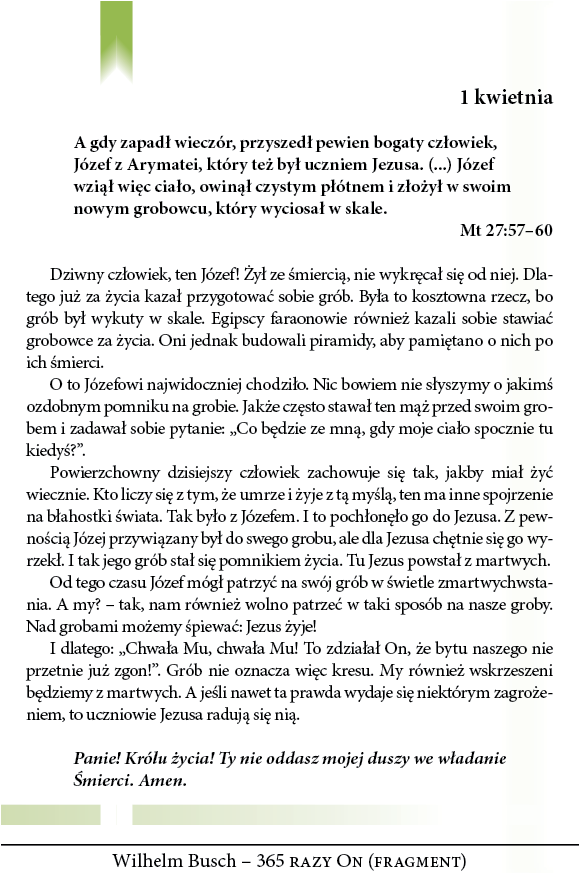 1 kwietnia
A gdy zapadł wieczór, przyszedł pewien bogaty człowiek,
Józef z Arymatei, który też był uczniem Jezusa. (...) Józef
wziął więc ciało, owinął czystym płótnem i złożył w swoim
nowym grobowcu, który wyciosał w skale.
Mt 27:57–60
Dziwny człowiek, ten Józef! Żył ze śmiercią, nie wykręcał się od niej. Dla-
tego już za życia kazał przygotować sobie grób. Była to kosztowna rzecz, bo
grób był wykuty w skale. Egipscy faraonowie również kazali sobie stawiać
grobowce za życia. Oni jednak budowali piramidy, aby pamiętano o nich po
ich śmierci.
O to Józefowi najwidoczniej chodziło. Nic bowiem nie słyszymy o jakimś
ozdobnym pomniku na grobie. Jakże często stawał ten mąż przed swoim gro-
bem i zadawał sobie pytanie: „Co będzie ze mną, gdy moje ciało spocznie tu
kiedyś?”.
Powierzchowny dzisiejszy człowiek zachowuje się tak, jakby miał żyć
wiecznie. Kto liczy się z tym, że umrze i żyje z tą myślą, ten ma inne spojrzenie
na błahostki świata. Tak było z Józefem. I to pochłonęło go do Jezusa. Z pew-
nością Józej przywiązany był do swego grobu, ale dla Jezusa chętnie się go wy-
rzekł. I tak jego grób stał się pomnikiem życia. Tu Jezus powstał z martwych.
Od tego czasu Józef mógł patrzyć na swój grób w świetle zmartwychwsta-
nia. A my? – tak, nam również wolno patrzeć w taki sposób na nasze groby.
Nad grobami możemy śpiewać: Jezus żyje!
I dlatego: „Chwała Mu, chwała Mu! To zdziałał On, że bytu naszego nie
przetnie już zgon!”. Grób nie oznacza więc kresu. My również wskrzeszeni
będziemy z martwych. A jeśli nawet ta prawda wydaje się niektórym zagroże-
niem, to uczniowie Jezusa radują się nią.
Panie! Królu życia! Ty nie oddasz mojej duszy we władanie
Śmierci. Amen.
Wilhelm Busch – 365 razy On (fragment)